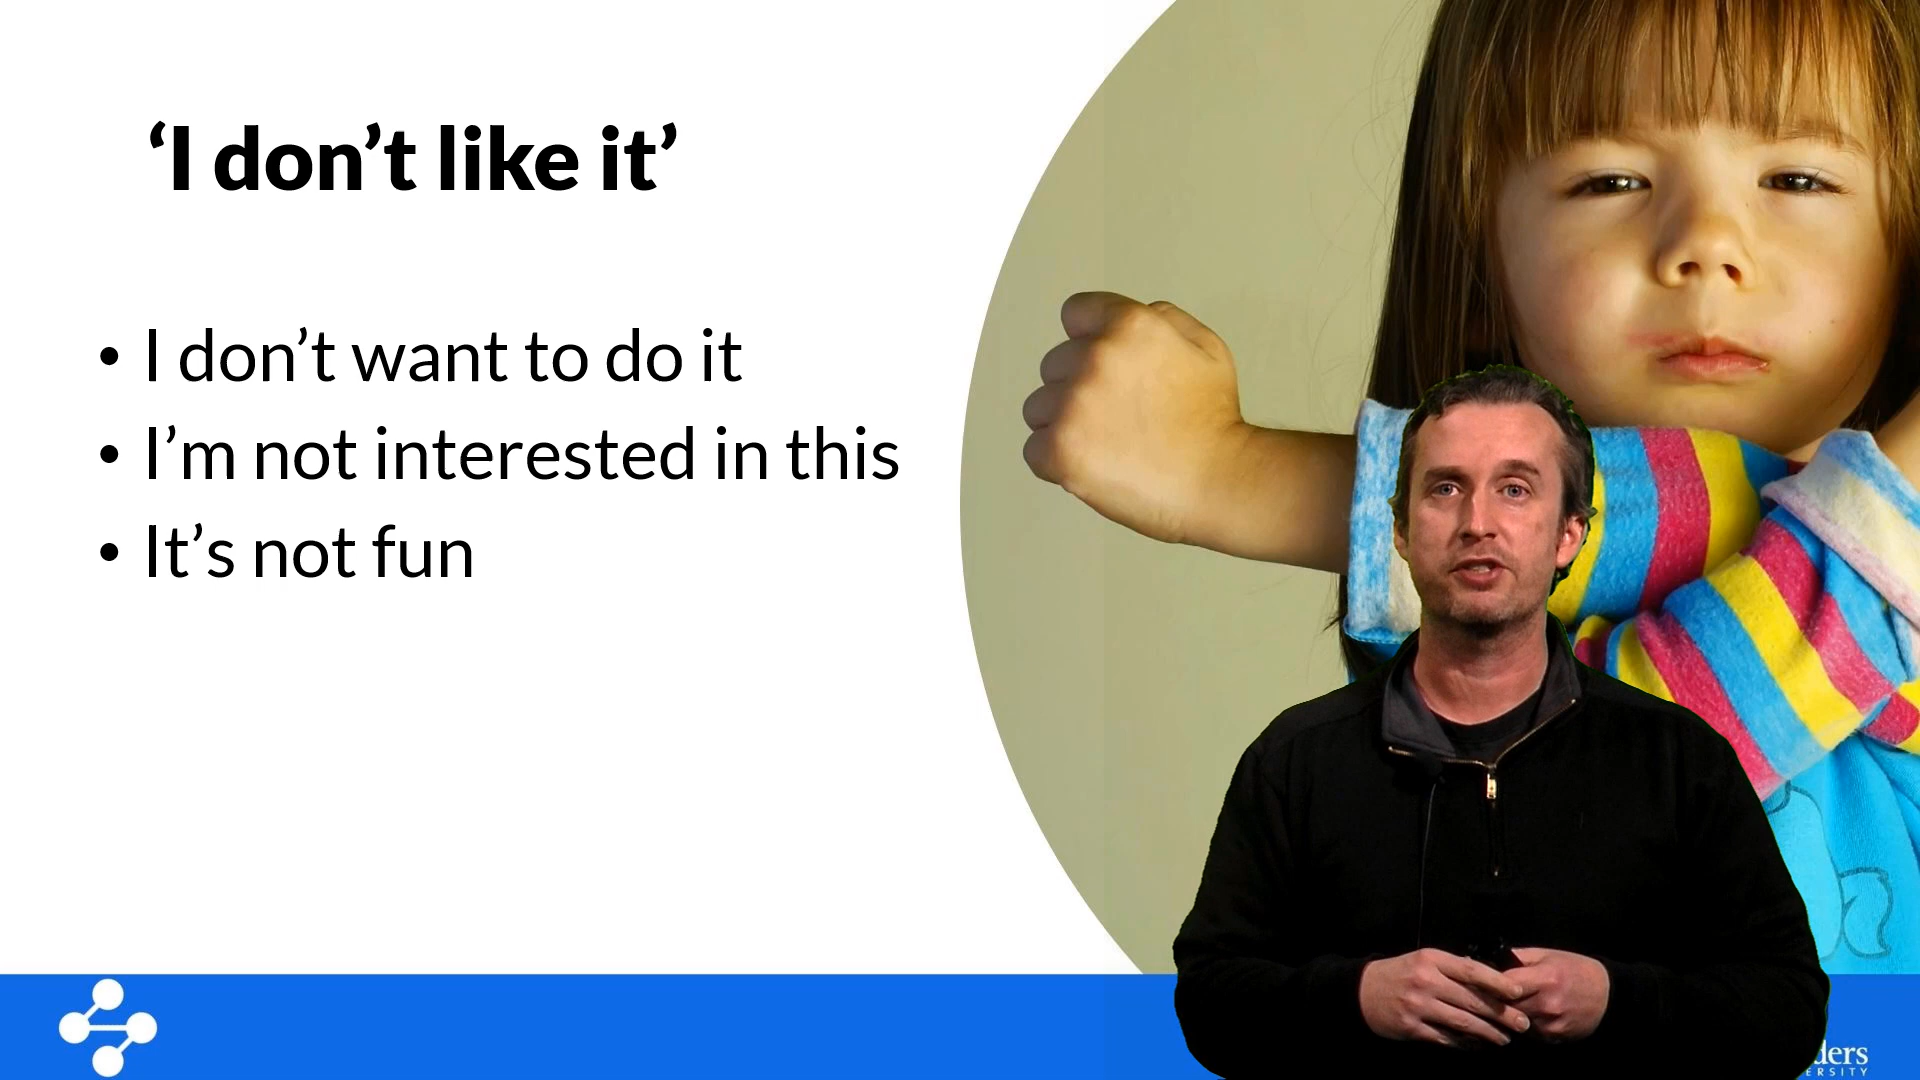 ‘I don’t like it’
• I don’t want to do it
• I’m not interested in this
• It’s not fun